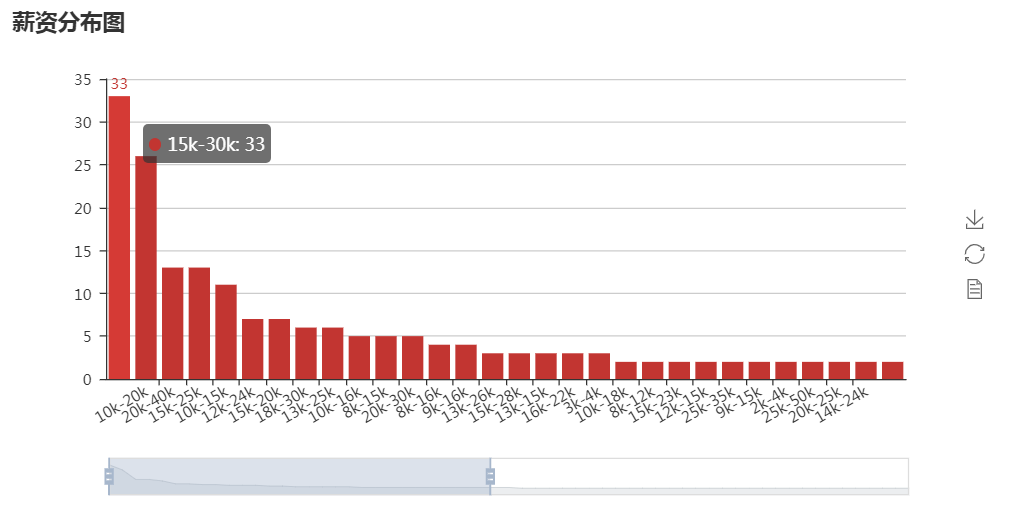 薪资分布图
35
30
25
20
15
10
5
0
33
15k-30k: 33
10k-20k
20k-40k
15k-25k
10k-15k
12k-24k
15k-20k
18k-30k
13k-25k
10k-16k
8k-15k
20k-30k
8k-16k
9k-16k
13k-26k
15k-28k
13k-15k
16k-22k
3k-4k
10k-18k
8k-12k
15k-23k
12k-15k
25k-35k
9k-15k
2k-4k
25k-50k
20k-25k
14k-24k